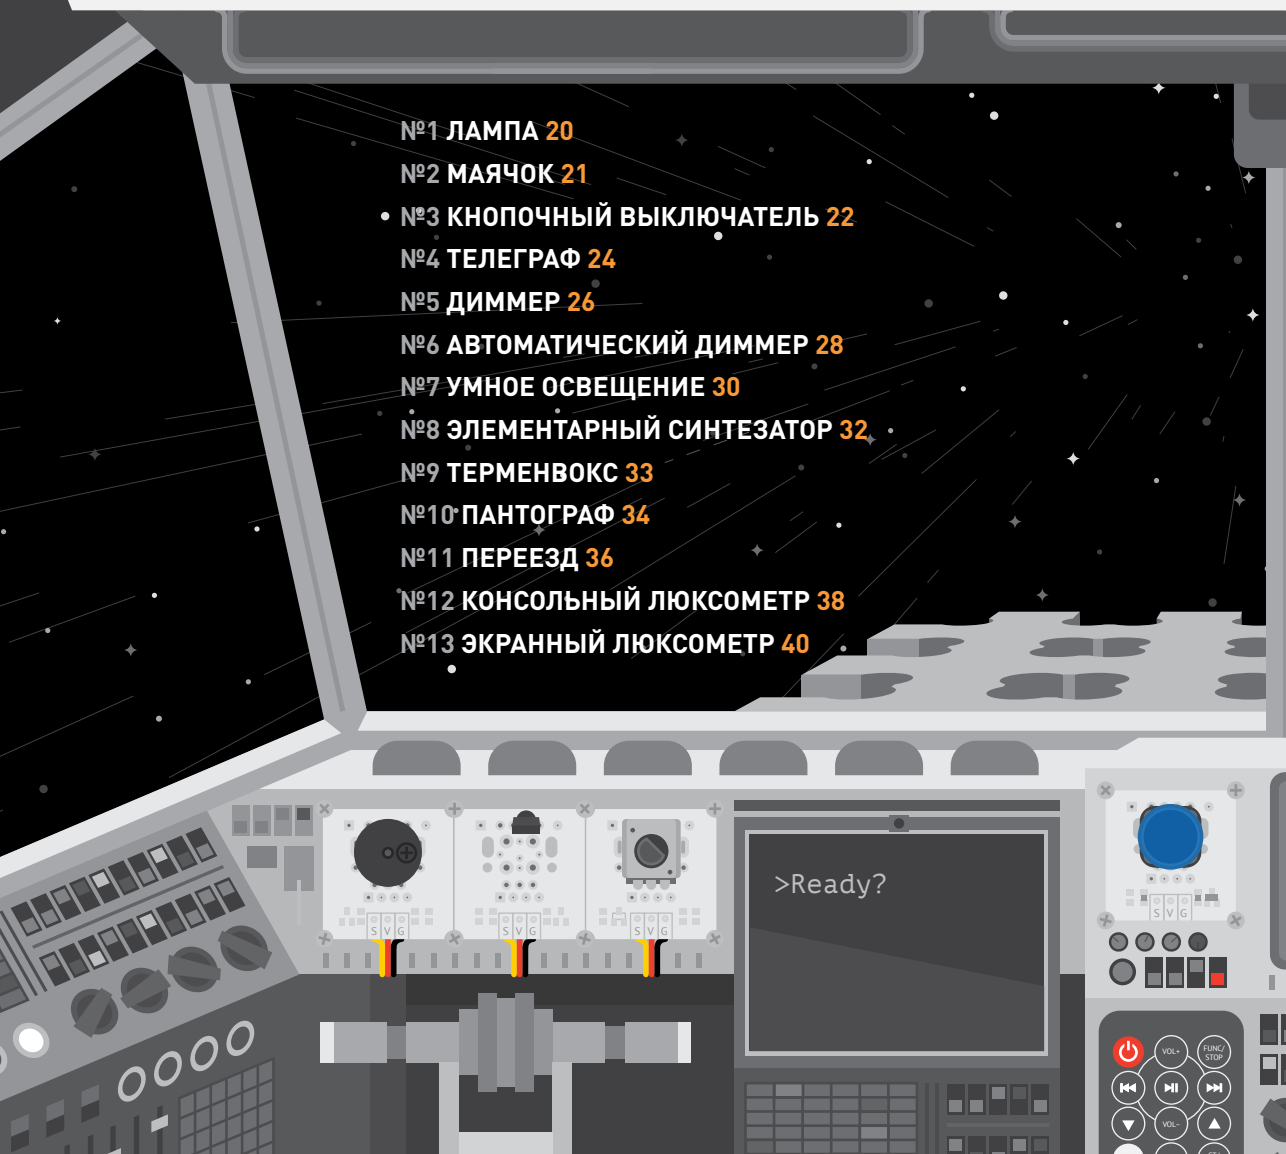 №1 ЛАМПА 20
№2 МАЯЧОК 21
№3 КНОПОЧНЫЙ ВЫКЛЮЧАТЕЛЬ 22
№4 ТЕЛЕГРАФ 24
№5 ДИММЕР 26
№6 АВТОМАТИЧЕСКИЙ ДИММЕР 28
№7 УМНОЕ ОСВЕЩЕНИЕ 30
№8 ЭЛЕМЕНТАРНЫЙ СИНТЕЗАТОР 32
№9 ТЕРМЕНВОКС 33
№10 ПАНТОГРАФ 34
№11 ПЕРЕЕЗД 36
№12 КОНСОЛЬНЫЙ ЛЮКСОМЕТР 38
№13 ЭКРАННЫЙ ЛЮКСОМЕТР 40
>Ready?
S V G
S V G
S V G
S V G
VOL+
FUNC/
STOP
VOL-